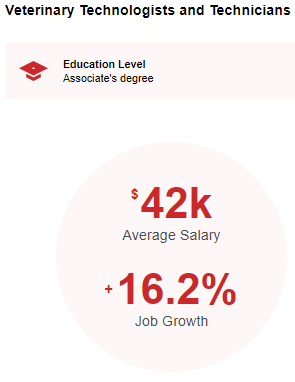 Veterinary Technologists and Technicians
Education Level
Associate's degree
$42k
Average Salary
+16.2%
Job Growth